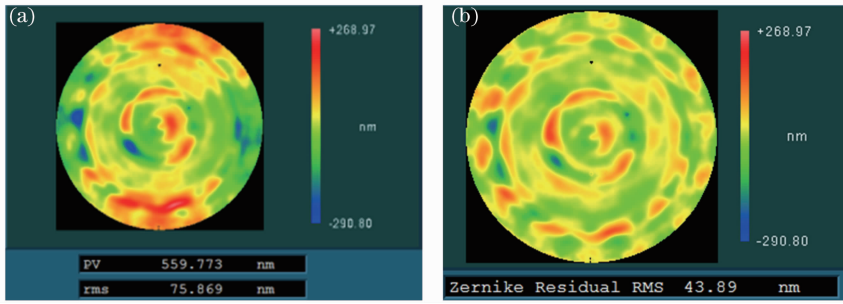 (a)
+268.97
nm
-290.80
PV 559.773 nm
rms 75.869 nm
(b)
+268.97
nm
-290.80
Zernike Residual RMS 43.89 nm